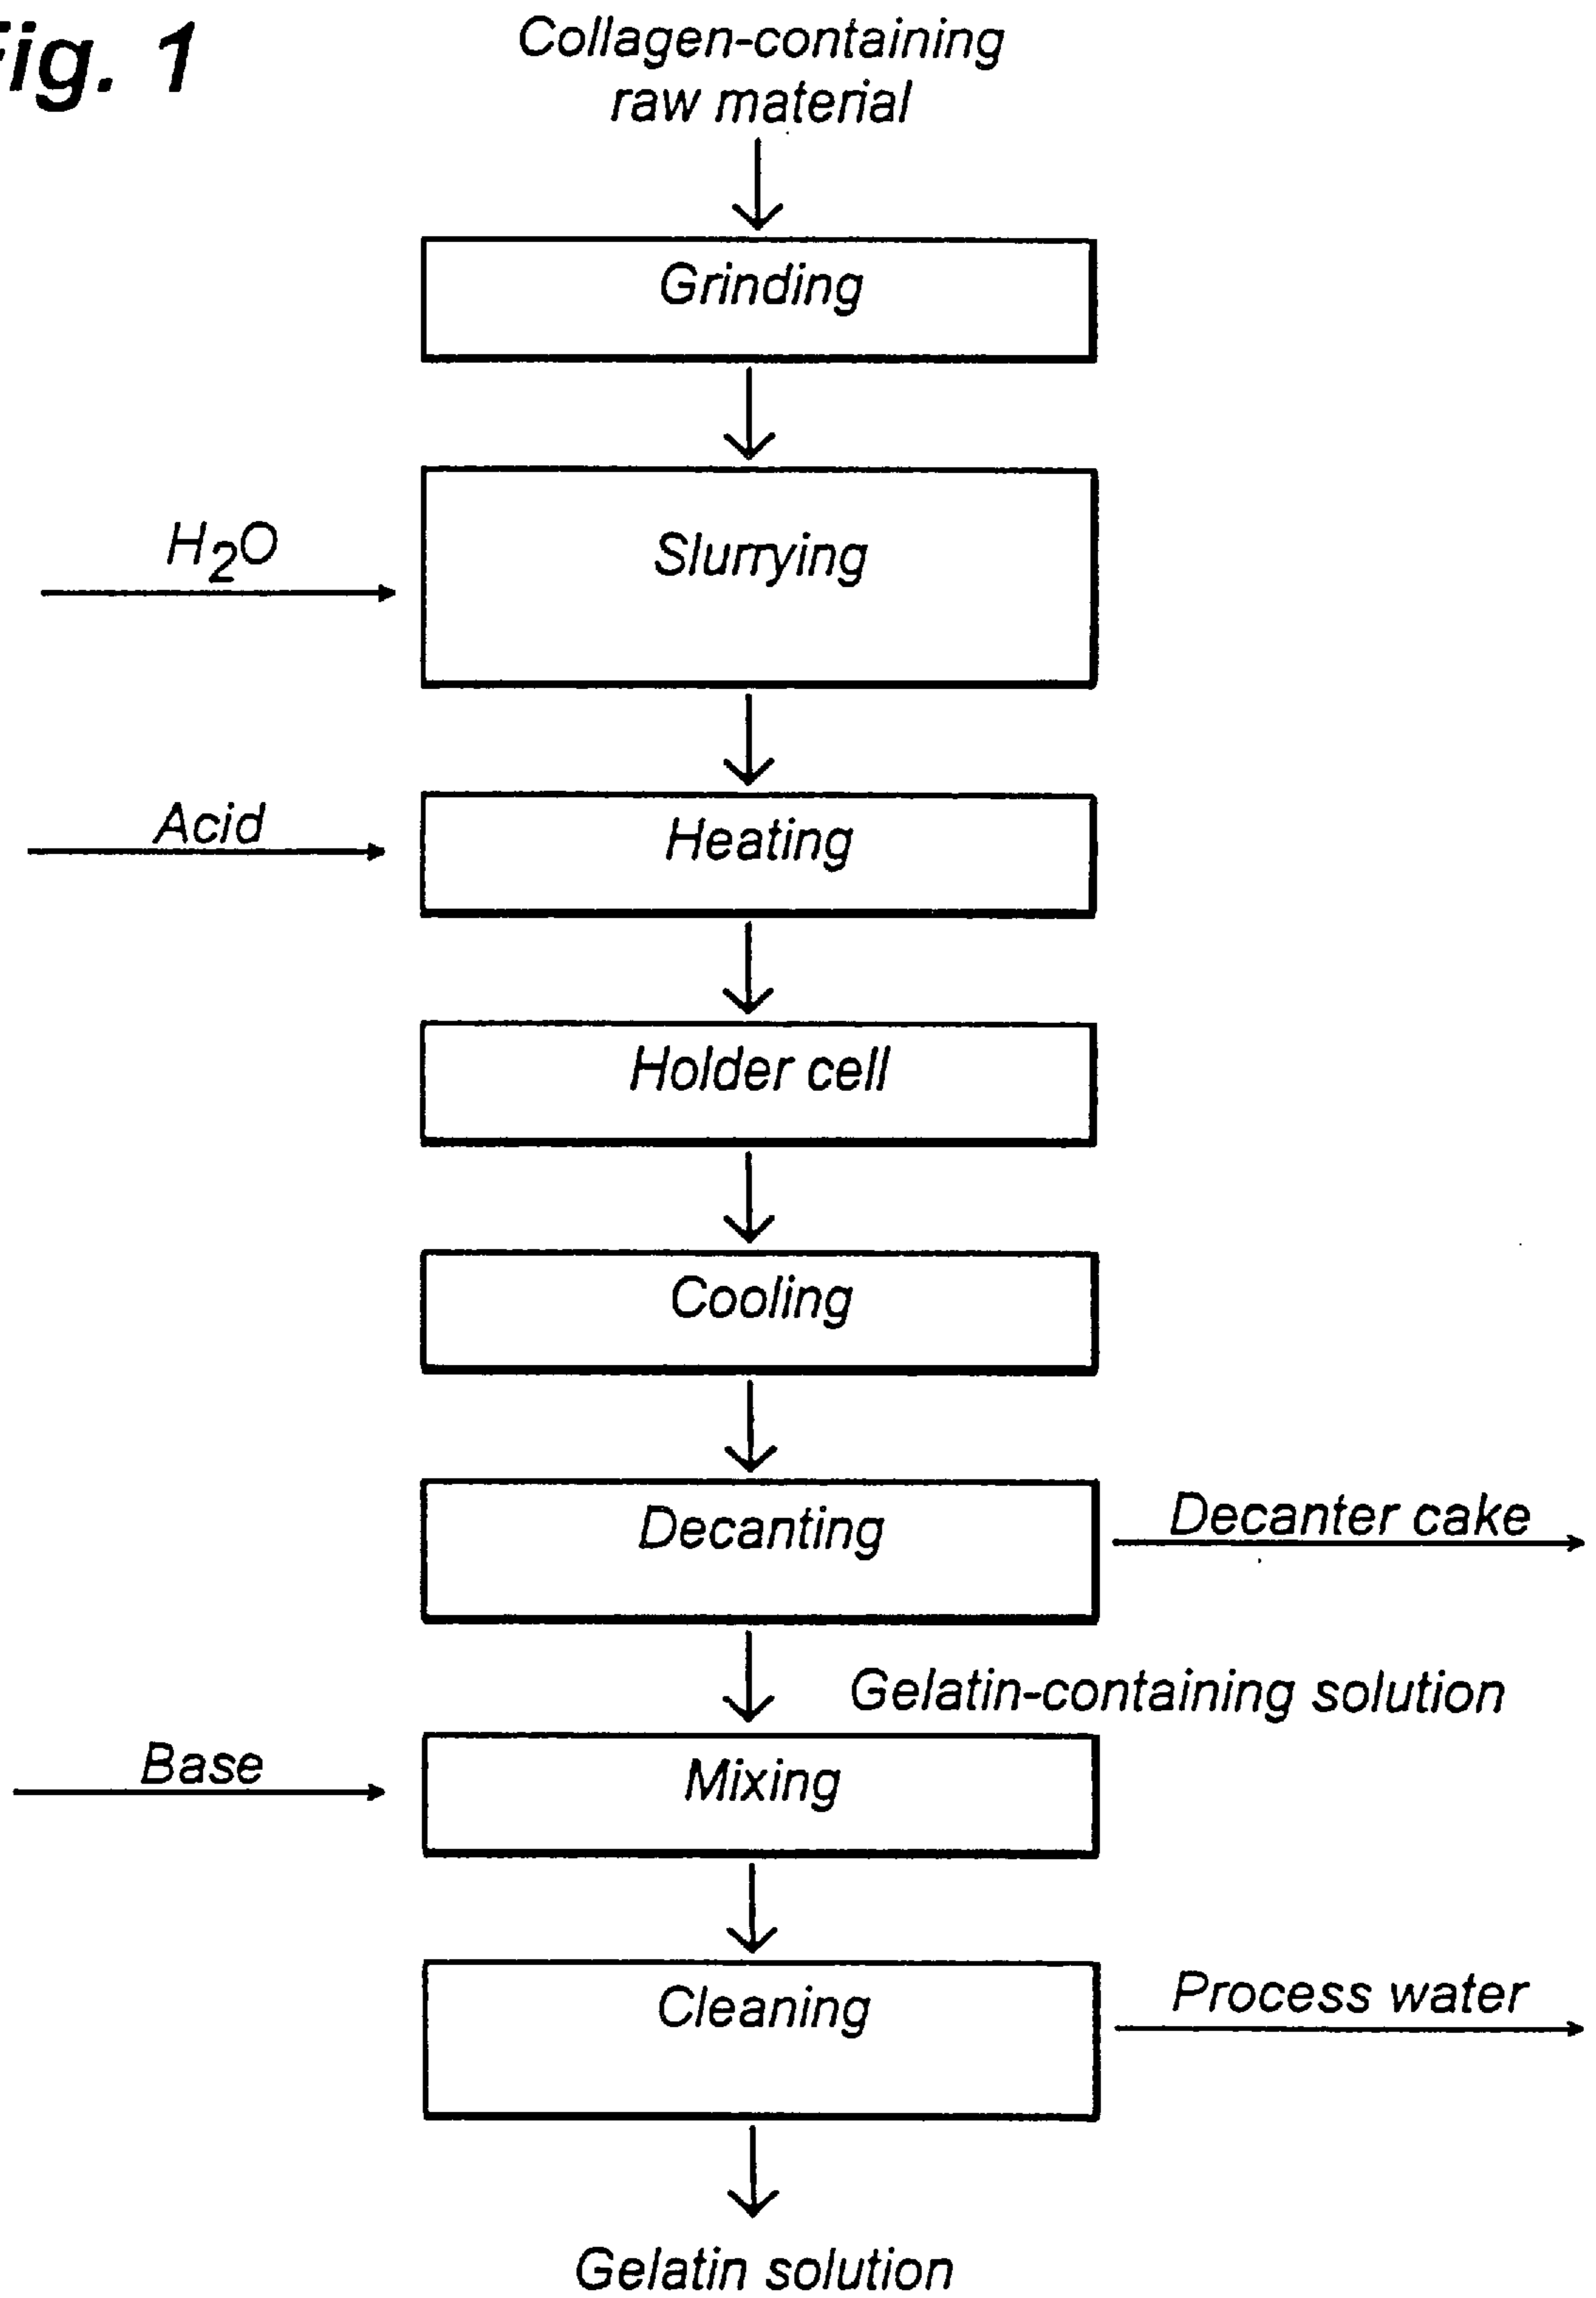 Fig. 1
Collagen-containing
raw material
Grinding
H₂O
Slurrying
Acid
Heating
Holder cell
Cooling
Decanting
Decanter cake
Gelatin-containing solution
Base
Mixing
Cleaning
Process water
Gelatin solution